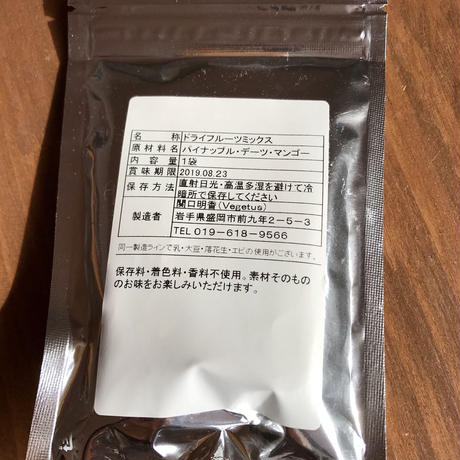 名称 ドライフルーツミックス
原材料名 パイナップル・デーツ・マンゴー
内容量 1袋
賞味期限 2019.08.23
保存方法 直射日光・高温多湿を避けて冷
暗所で保存してください
製造者 関口明香(Vegetus)
岩手県盛岡市前九年2-5-3
TEL 019-618-9566
同一製造ラインで乳・大豆・落花生・エビの使用がございます。
保存料・着色料・香料不使用。素材そのもの
のお味をお楽しみいただけます。